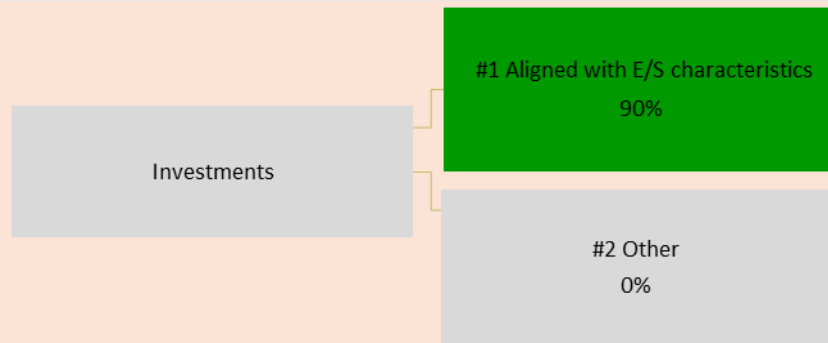 #1 Aligned with E/S characteristics
90%
Investments
#2 Other
0%